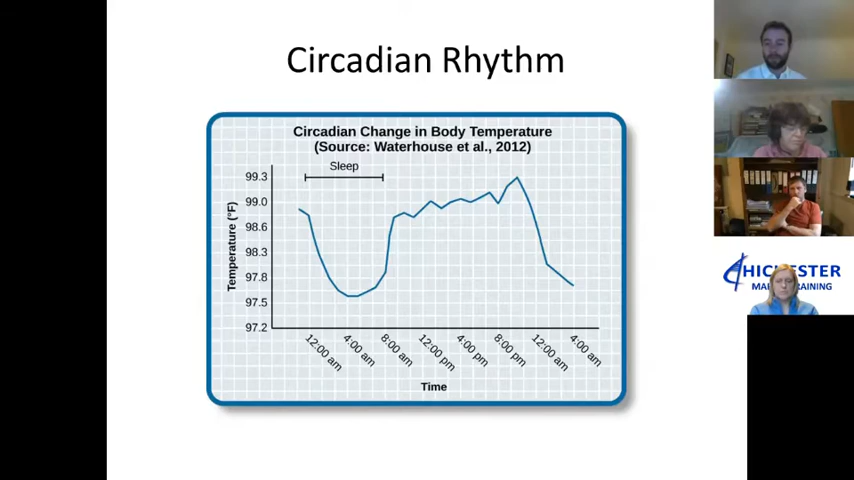 Circadian Rhythm
Circadian Change in Body Temperature
(Source: Waterhouse et al., 2012)
Sleep
99.3
99.0
98.6
98.3
97.8
97.5
97.2
Temperature (°F)
12:00 am
4:00 am
8:00 am
12:00 pm
4:00 pm
8:00 pm
12:00 am
4:00 am
Time